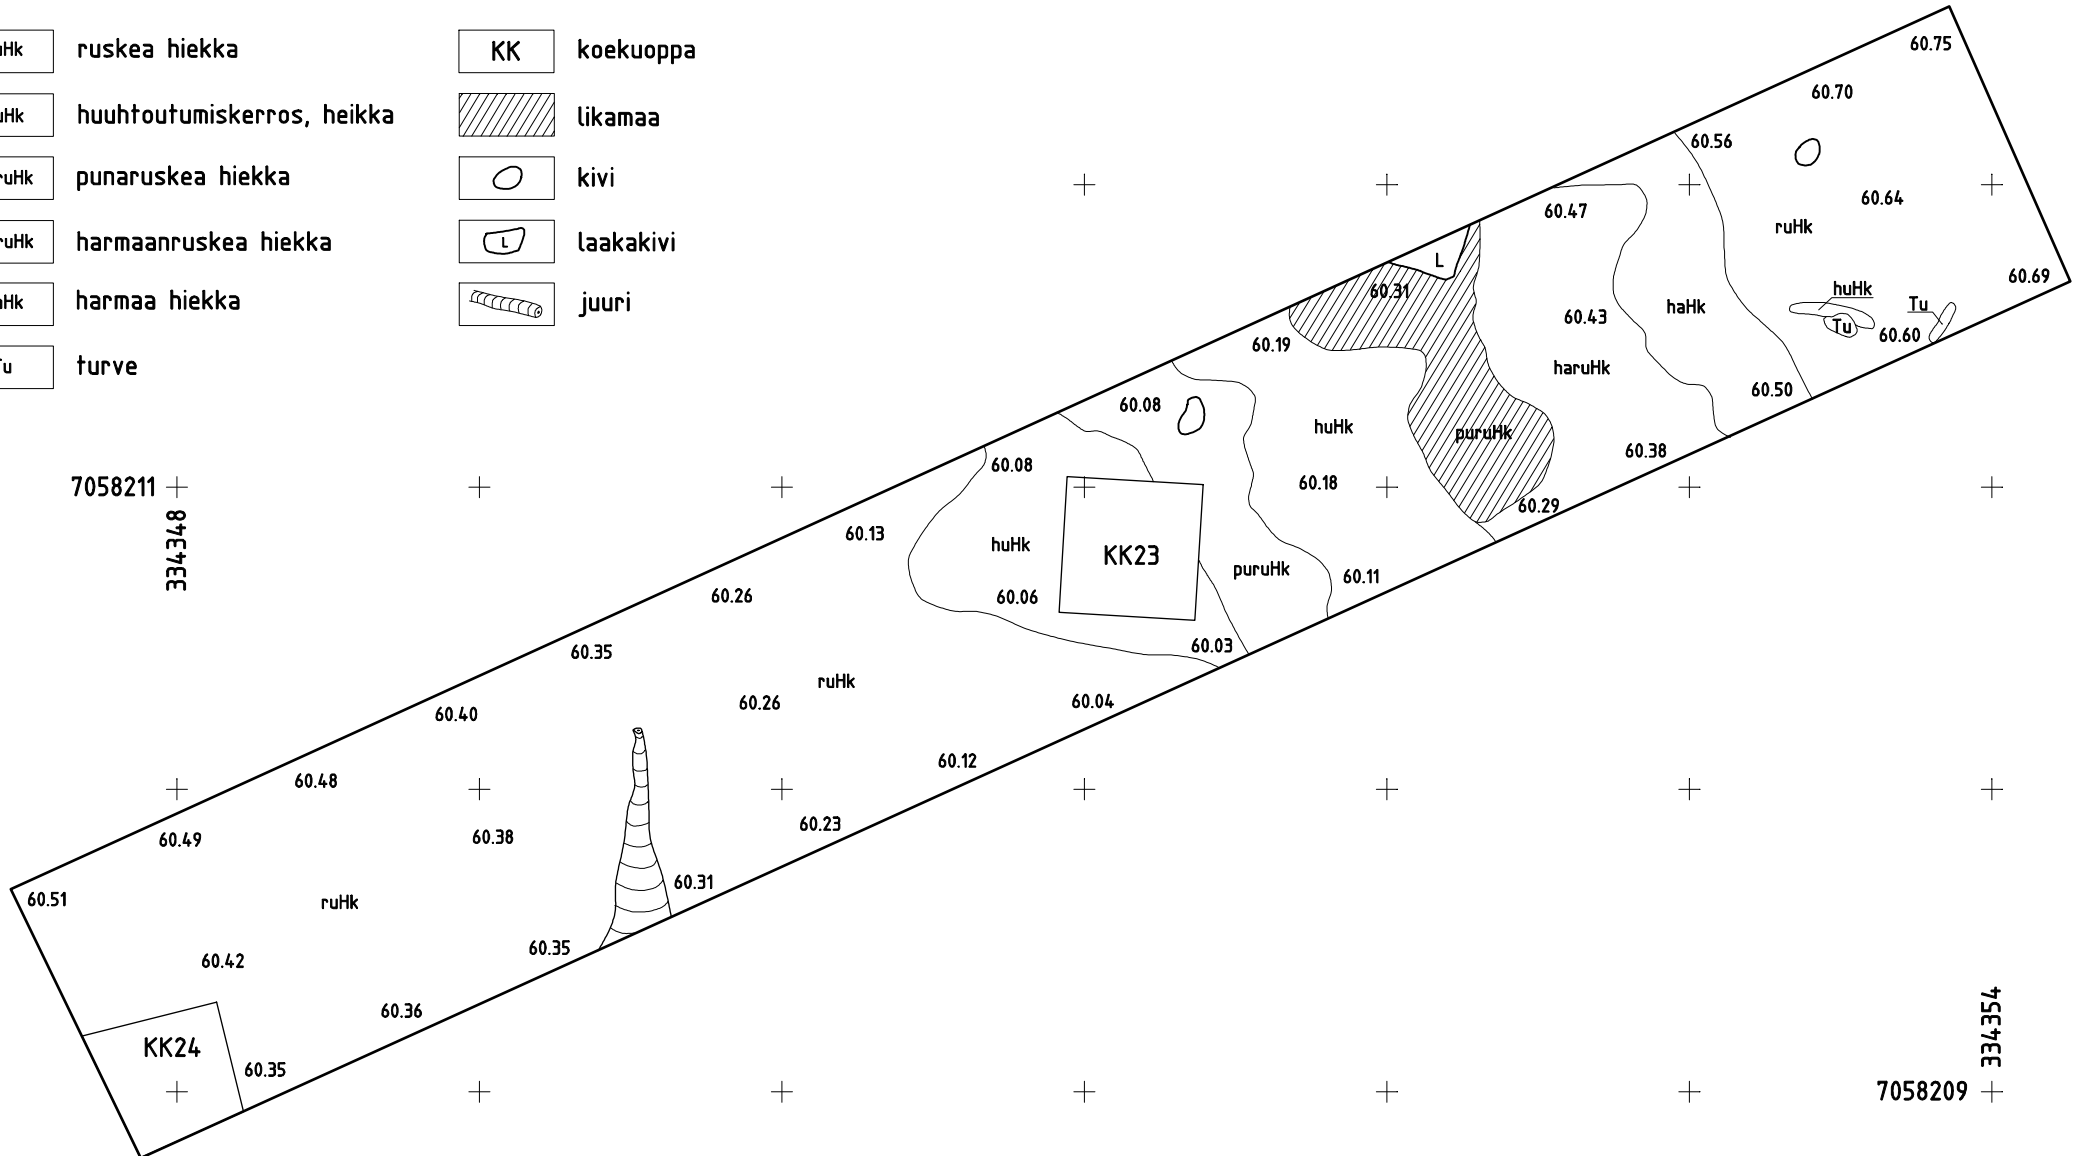 ruskea hiekka
KK koekuoppa
huuhtoutumiskerros, heikka
likamaa
ruHk punaruskea hiekka
kivi
ruHk harmaanruskea hiekka
L laakakivi
harmaa hiekka
juuri
Tu turve
60.75
60.70
60.56
60.64
60.47
ruHk
L
60.69
60.31
huHk
Tu
haHk
60.43
Tu
60.60
60.19
haruHk
60.50
60.08
huHk
puruHk
60.38
60.08
60.18
7058211
334348
60.29
60.13
huHk
KK23
puruHk
60.11
60.26
60.06
60.03
60.35
ruHk
60.26
60.04
60.40
60.12
60.48
60.23
60.49
60.38
60.31
60.51
ruHk
60.35
60.42
60.36
KK24
60.35
334354
7058209